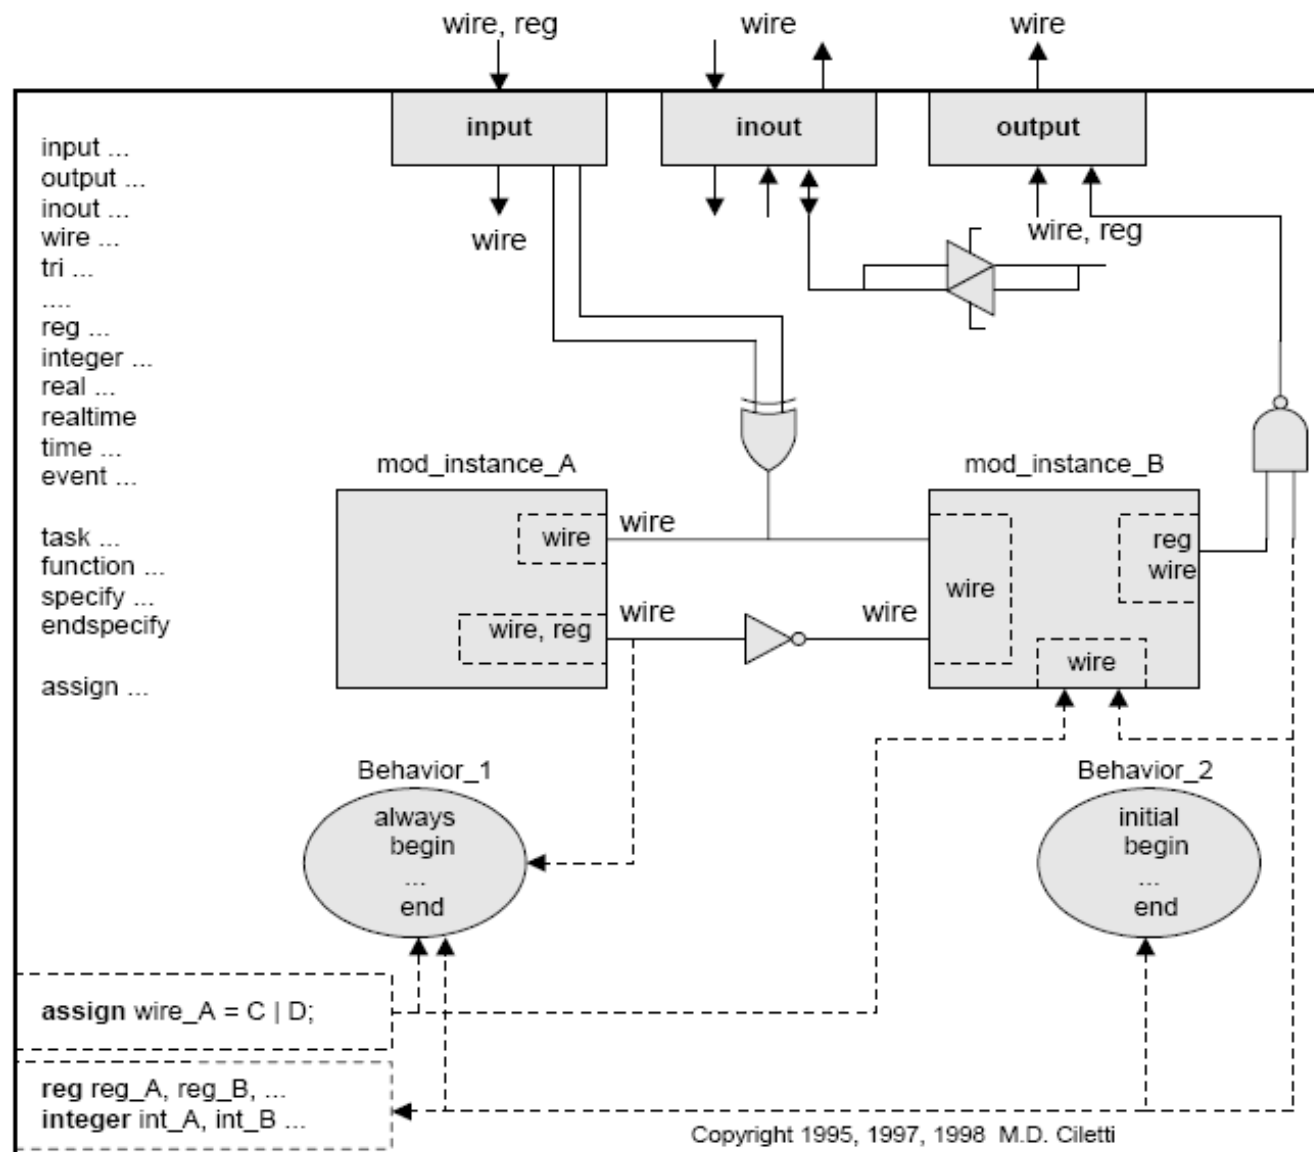 wire, reg
wire
wire
input
inout
output
input ...
output ...
inout ...
wire ...
tri ...
....
reg ...
integer ...
real ...
realtime
time ...
event ...
task ...
function ...
specify ...
endspecify
assign ...
wire
wire, reg
mod_instance_A
mod_instance_B
wire
wire
wire, reg
wire
wire
wire
reg
wire
wire
Behavior_1
always
begin
...
end
Behavior_2
initial
begin
...
end
assign wire_A = C | D;
reg reg_A, reg_B, ...
integer int_A, int_B ...
Copyright 1995, 1997, 1998 M.D. Ciletti